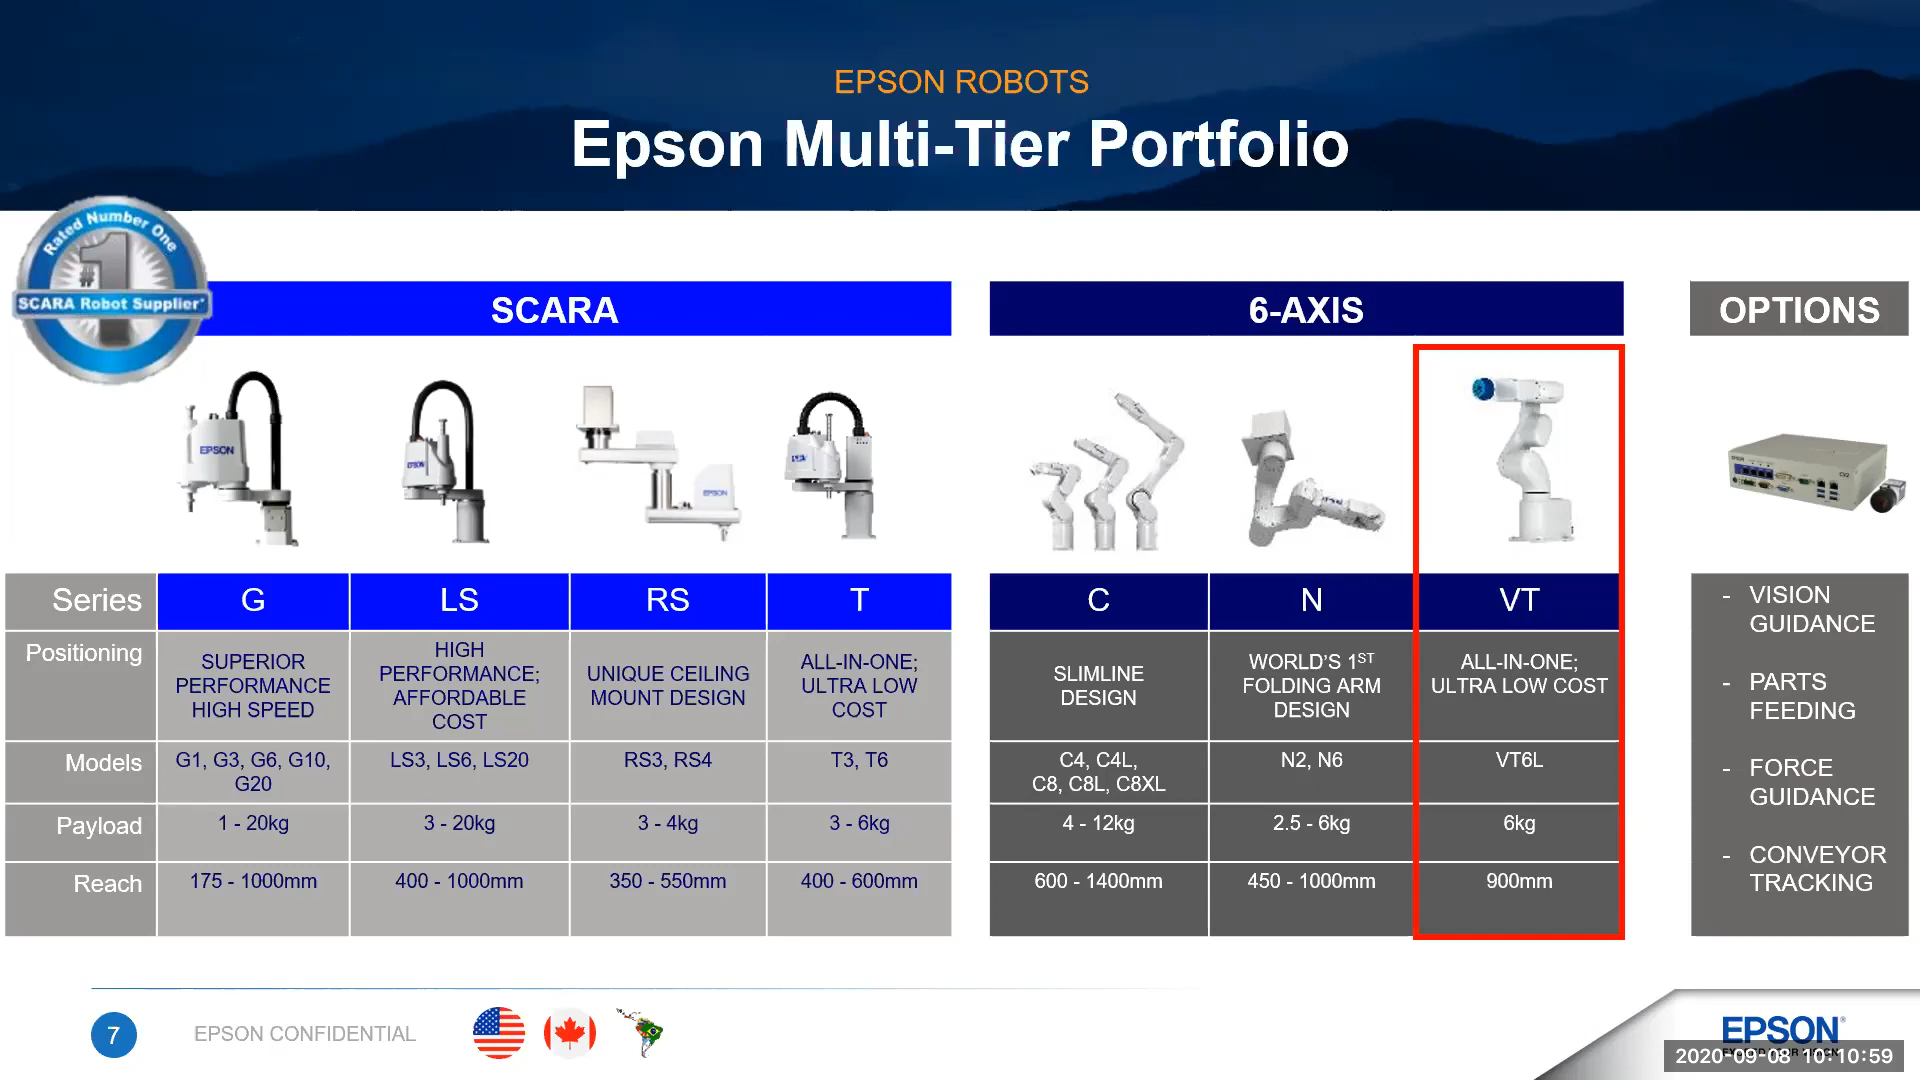 EPSON ROBOTS
Epson Multi-Tier Portfolio
Rated Number One
#1
SCARA Robot Supplier*
SCARA
6-AXIS
OPTIONS
EPSON
EPSON
EPSON
EPSON
Series
G
LS
RS
T
C
N
VT
Positioning
SUPERIOR
PERFORMANCE
HIGH SPEED
HIGH
PERFORMANCE;
AFFORDABLE
COST
UNIQUE CEILING
MOUNT DESIGN
ALL-IN-ONE;
ULTRA LOW
COST
SLIMLINE
DESIGN
WORLD’S 1ST
FOLDING ARM
DESIGN
ALL-IN-ONE;
ULTRA LOW COST
Models
G1, G3, G6, G10,
G20
LS3, LS6, LS20
RS3, RS4
T3, T6
C4, C4L,
C8, C8L, C8XL
N2, N6
VT6L
Payload
1 - 20kg
3 - 20kg
3 - 4kg
3 - 6kg
4 - 12kg
2.5 - 6kg
6kg
Reach
175 - 1000mm
400 - 1000mm
350 - 550mm
400 - 600mm
600 - 1400mm
450 - 1000mm
900mm
- VISION
GUIDANCE
- PARTS
FEEDING
- FORCE
GUIDANCE
- CONVEYOR
TRACKING
7
EPSON CONFIDENTIAL
EPSON®
2020-09-08 10:10:59